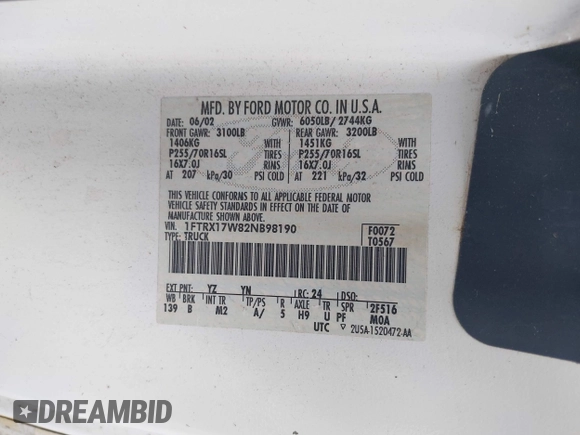 MFD. BY FORD MOTOR CO. IN U.S.A.
DATE: 06/02 GVWR: 6050LB/ 2744KG
FRONT GAWR: 3100LB REAR GAWR: 3200LB
1406KG WITH 1451KG WITH
P255/70R16SL TIRES P255/70R16SL TIRES
16X7.0J RIMS 16X7.0J RIMS
AT 207 kPa/30 PSI COLD AT 221 kPa/32 PSI COLD
THIS VEHICLE CONFORMS TO ALL APPLICABLE FEDERAL MOTOR
VEHICLE SAFETY STANDARDS IN EFFECT ON THE DATE OF
MANUFACTURE SHOWN ABOVE.
VIN: 1FTRX17W82NB98190 F0072
TYPE: TRUCK T0567
EXT PNT: YZ YN RC: 24 DSO:
WB BRK INT TR TP/PS R AXLE TR SPR 2F516
139 B M2 A/ 5 H9 U PF M0A
UTC 2USA-1520472-AA
DREAMBID